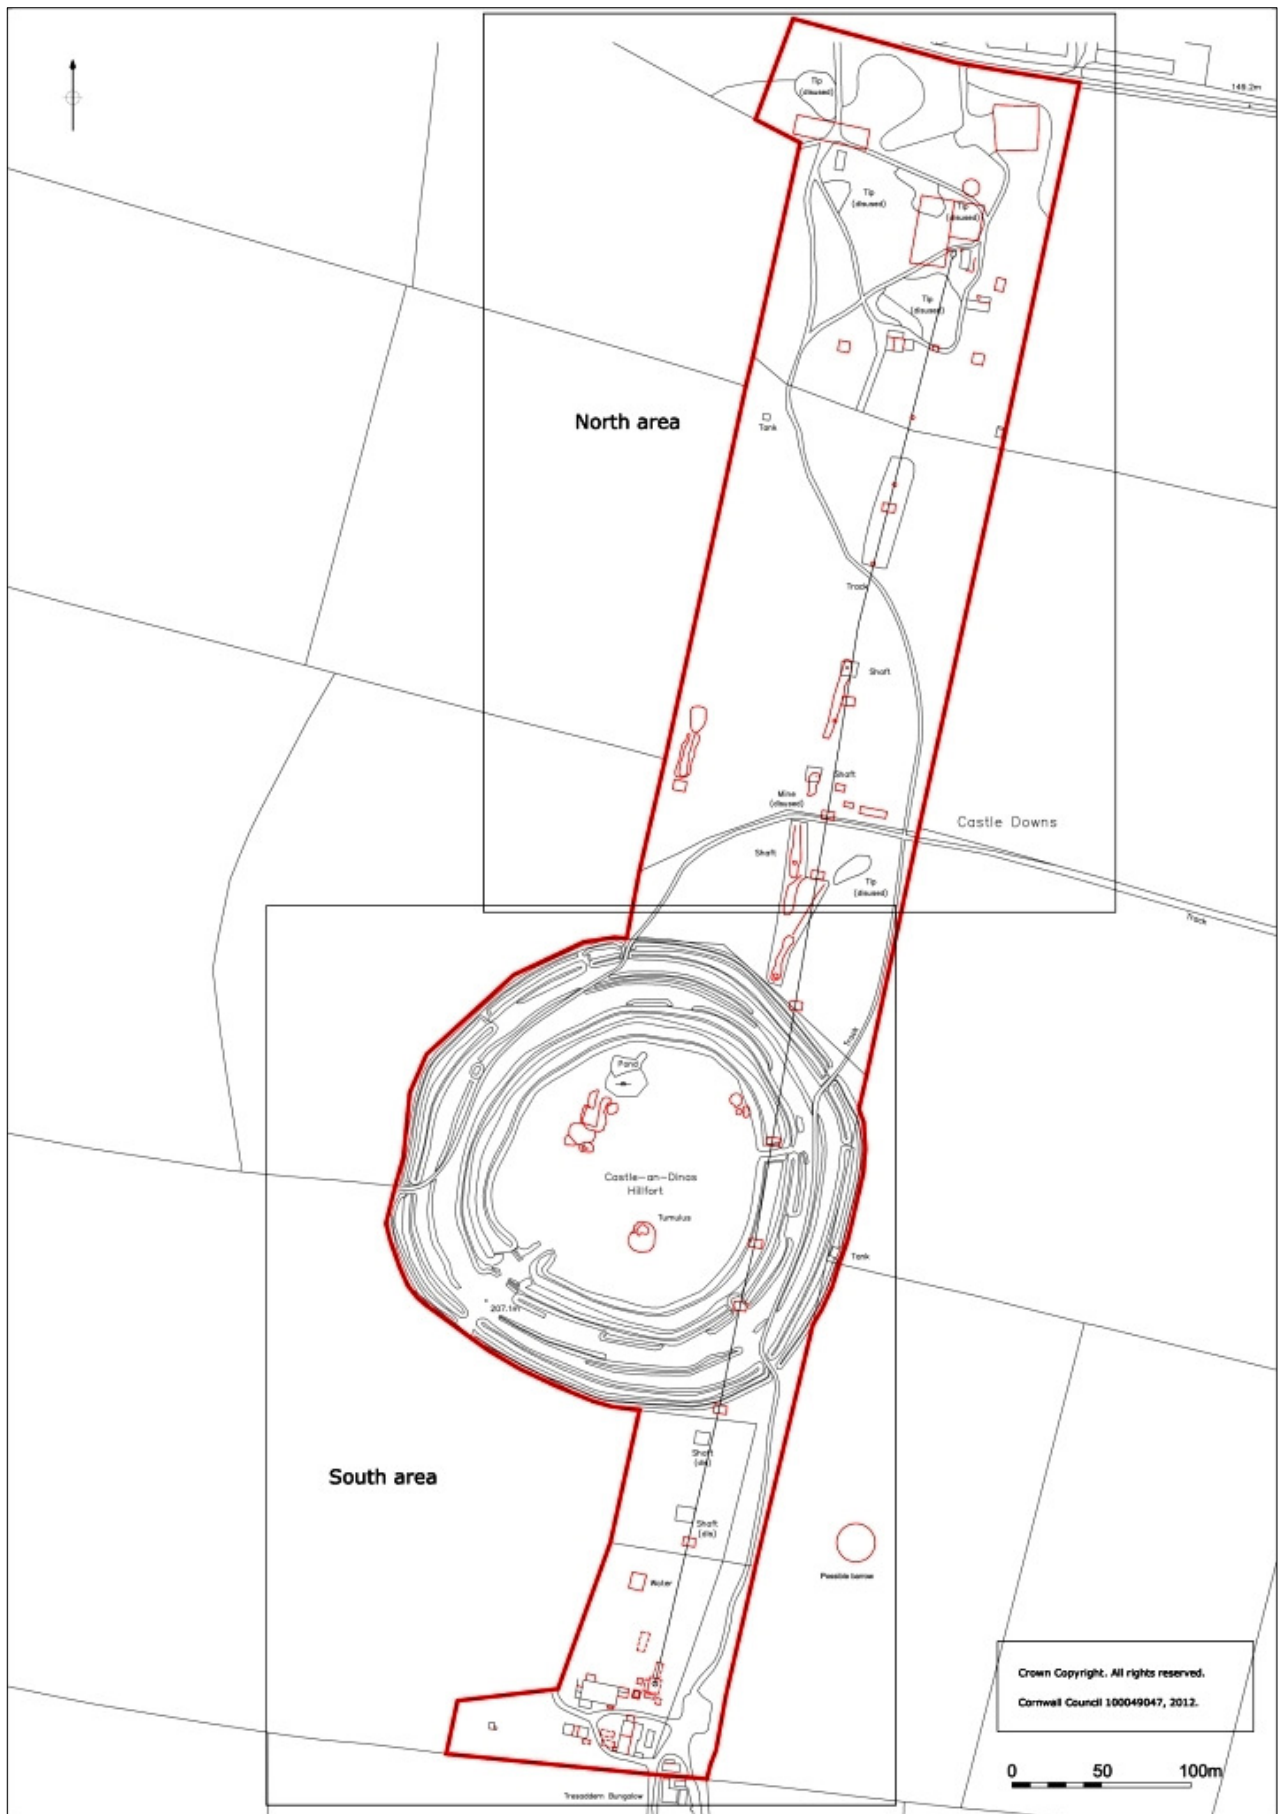 149.2m
Tip
(disused)
Tip
(disused)
Tip
(disused)
Tip
(disused)
North area
Tank
Track
Shaft
Shaft
Mine
(disused)
Castle Downs
Shaft
Tip
(disused)
Track
Track
Pond
Castle-an-Dinas
Hillfort
Tumulus
Tank
207.1m
Shaft
(dis)
South area
Shaft
(dis)
Possible barrow
Water
Crown Copyright. All rights reserved.
Cornwall Council 100049047, 2012.
0 50 100m
Tresaddern Bungalow